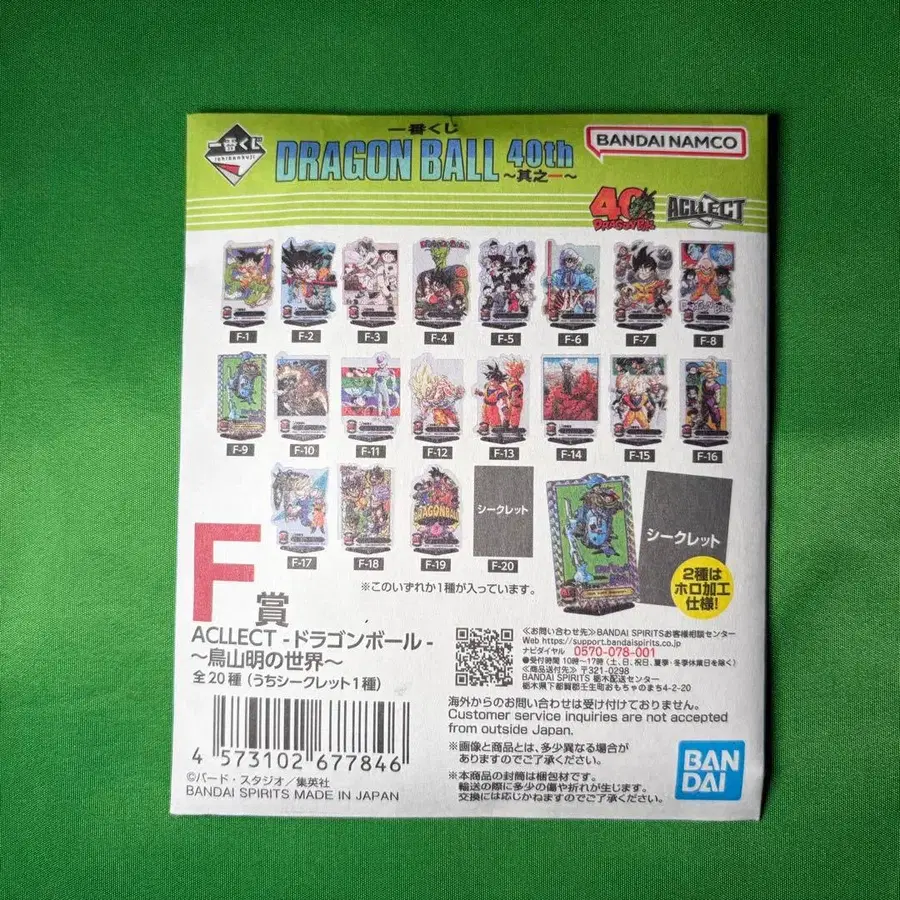 一番くじ
ichibankuji
一番くじ
DRAGON BALL 40th
～其之一～
BANDAI NAMCO
40
DRAGON BALL
ACLLECT
F-1
F-2
F-3
F-4
F-5
F-6
F-7
F-8
F-9
F-10
F-11
F-12
F-13
F-14
F-15
F-16
F-17
F-18
F-19
シークレット
F-20
シークレット
2種は
ホロ加工
仕様!
※このいずれか1種が入っています。
F賞
ACLLECT -ドラゴンボール-
～鳥山明の世界～
全20種（うちシークレット1種）
4 573102 677846
©バード・スタジオ／集英社
BANDAI SPIRITS MADE IN JAPAN
≪お問い合わせ先≫BANDAI SPIRITSお客様相談センター
Web https://support.bandaispirits.co.jp
ナビダイヤル 0570-078-001
●受付時間 10時～17時（土、日、祝日、夏季・冬季休業日を除く）
≪商品送付先≫ 〒321-0298
BANDAI SPIRITS 栃木配送センター
栃木県下都賀郡壬生町おもちゃのまち4-2-20
海外からのお問い合わせは受け付けておりません。
Customer service inquiries are not accepted
from outside Japan.
※画像と商品とは、多少異なる場合が
ありますのでご了承ください。
※本商品の封筒は梱包材です。
輸送の際に多少の傷や折れが生じます。
交換には応じかねますのでご了承ください。
BAN
DAI